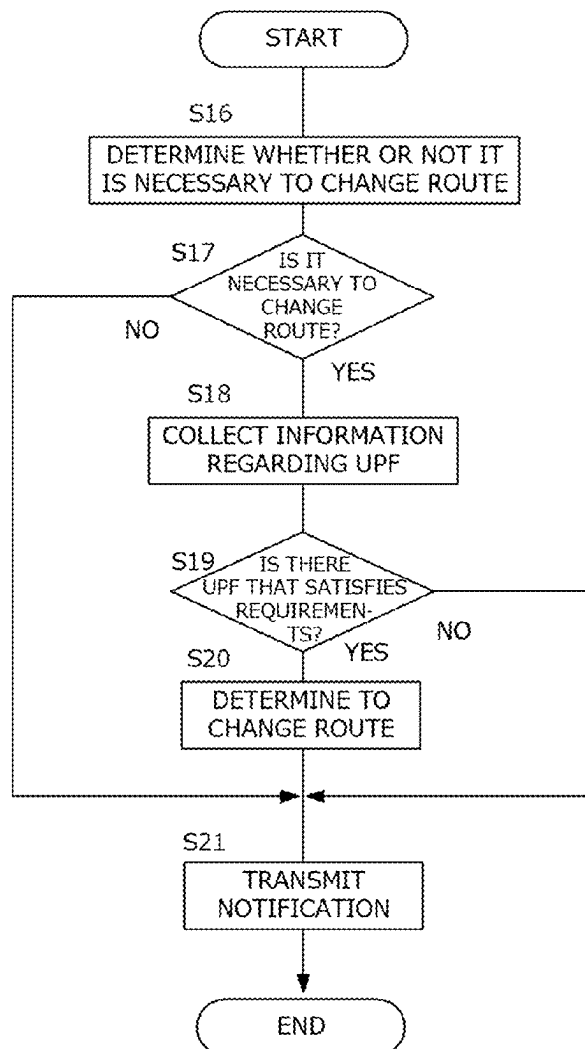 START
S16
DETERMINE WHETHER OR NOT IT
IS NECESSARY TO CHANGE ROUTE
S17
IS IT
NECESSARY TO
CHANGE
ROUTE?
NO
YES
S18
COLLECT INFORMATION
REGARDING UPF
S19
IS THERE
UPF THAT SATISFIES
REQUIREMEN-
TS?
NO
YES
S20
DETERMINE TO
CHANGE ROUTE
S21
TRANSMIT
NOTIFICATION
END